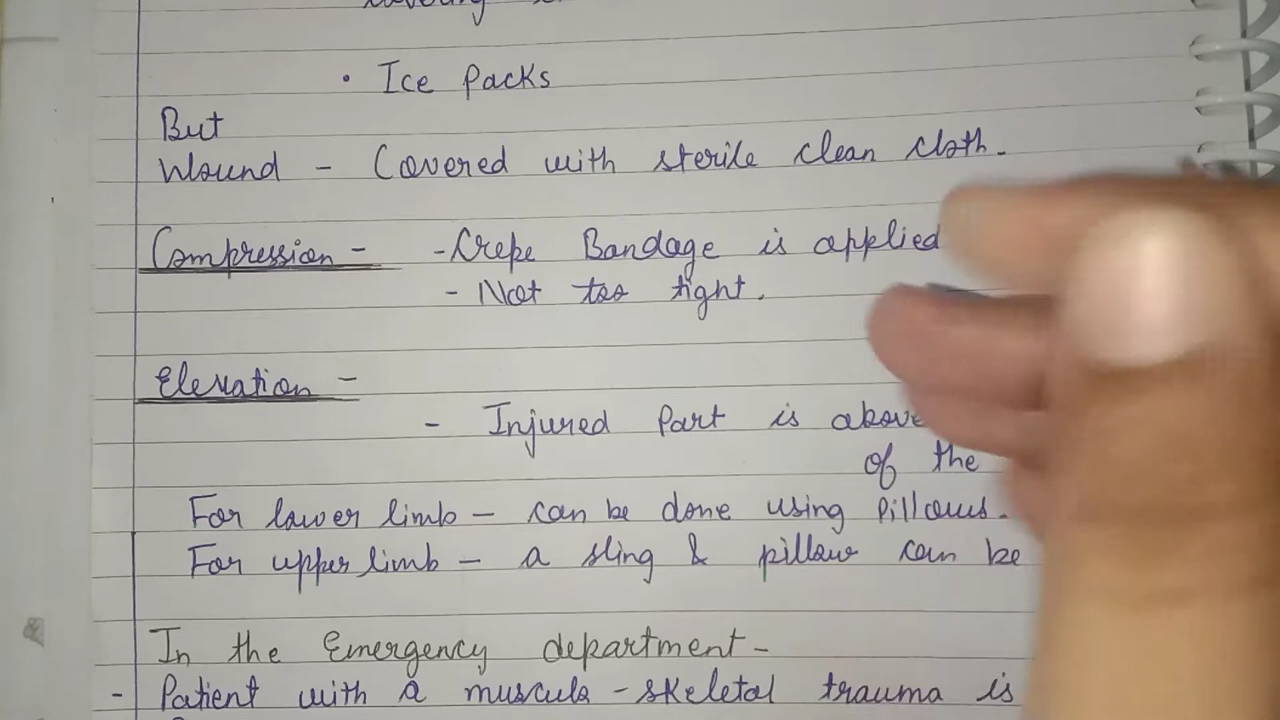 • Ice Packs
But
Wound - Covered with sterile clean cloth.
Compression - - Crepe Bandage is applied
- Not too tight.
Elevation -
- Injured Part is above
of the
For lower limb - can be done using Pillows.
For upper limb - a sling & pillow can be
In the Emergency department -
- Patient with a musculo-skeletal trauma is